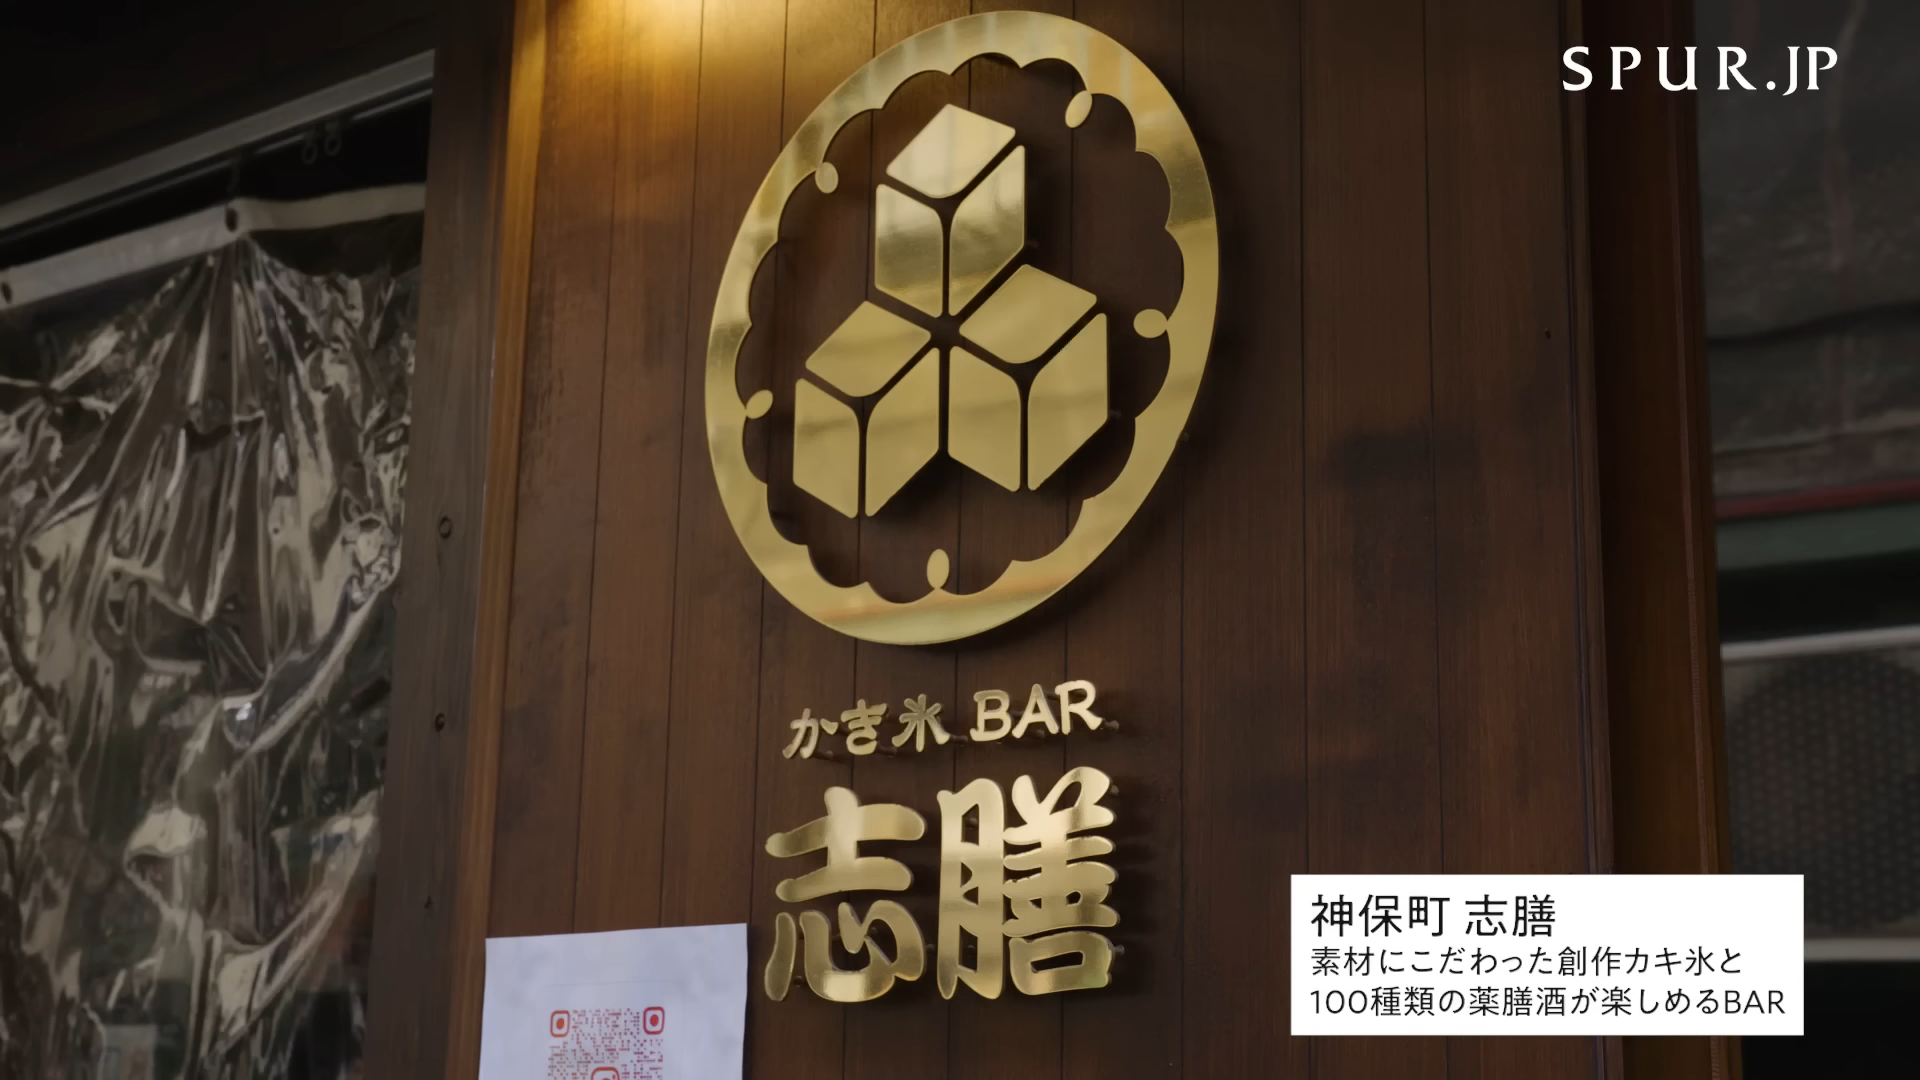 SPUR.JP
かき氷 BAR
志膳
神保町 志膳
素材にこだわった創作カキ氷と
100種類の薬膳酒が楽しめるBAR